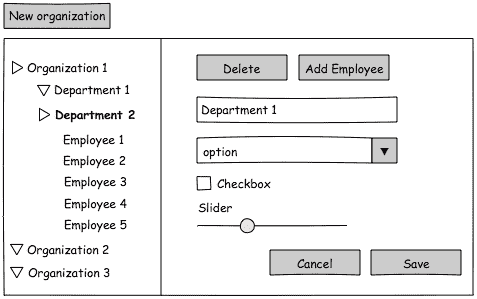 New organization
Organization 1
Department 1
Department 2
Employee 1
Employee 2
Employee 3
Employee 4
Employee 5
Organization 2
Organization 3
Delete
Add Employee
Department 1
option
Checkbox
Slider
Cancel
Save